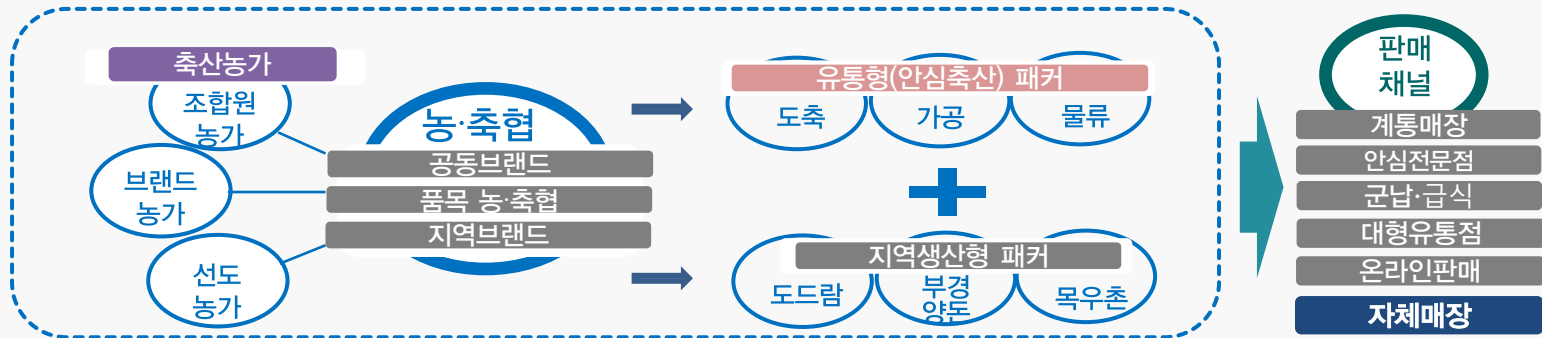 축산농가
조합원
농가
브랜드
농가
선도
농가
농·축협
공동브랜드
품목 농·축협
지역브랜드
유통형(안심축산) 패커
도축
가공
물류
지역생산형 패커
도드람
부경
양돈
목우촌
판매
채널
계통매장
안심전문점
군납·급식
대형유통점
온라인판매
자체매장